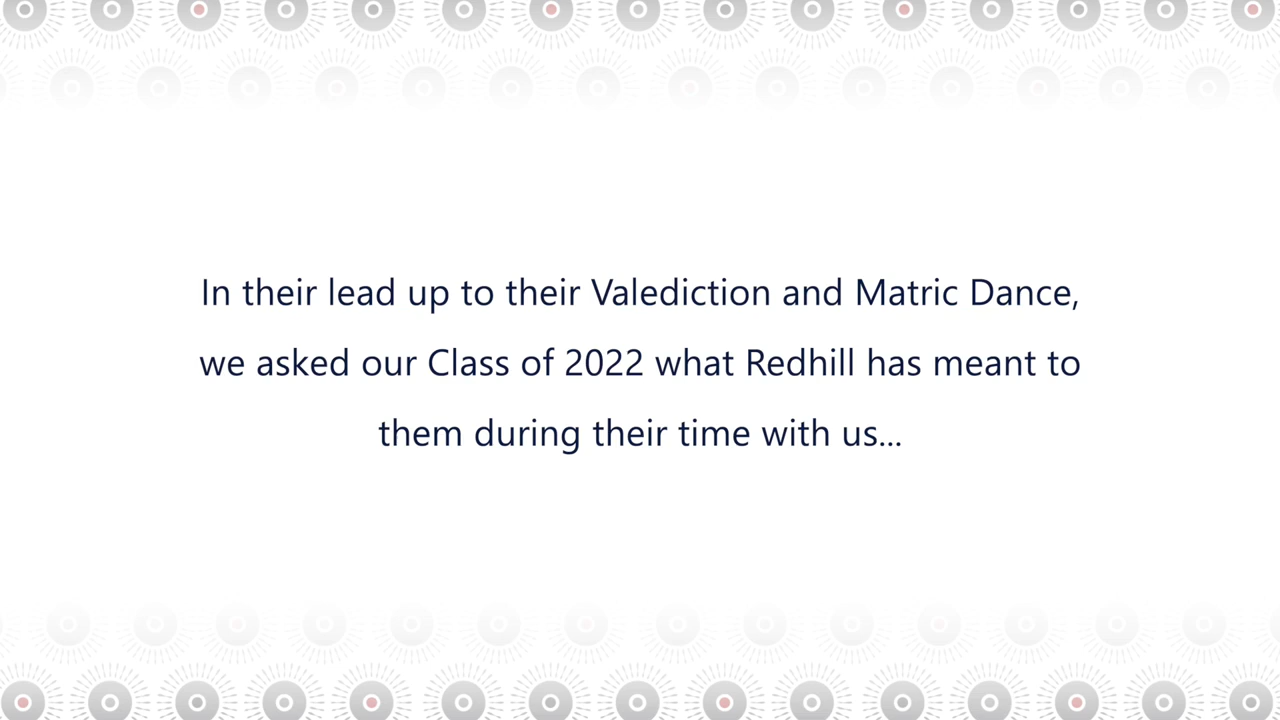 In their lead up to their Valediction and Matric Dance,
we asked our Class of 2022 what Redhill has meant to
them during their time with us...